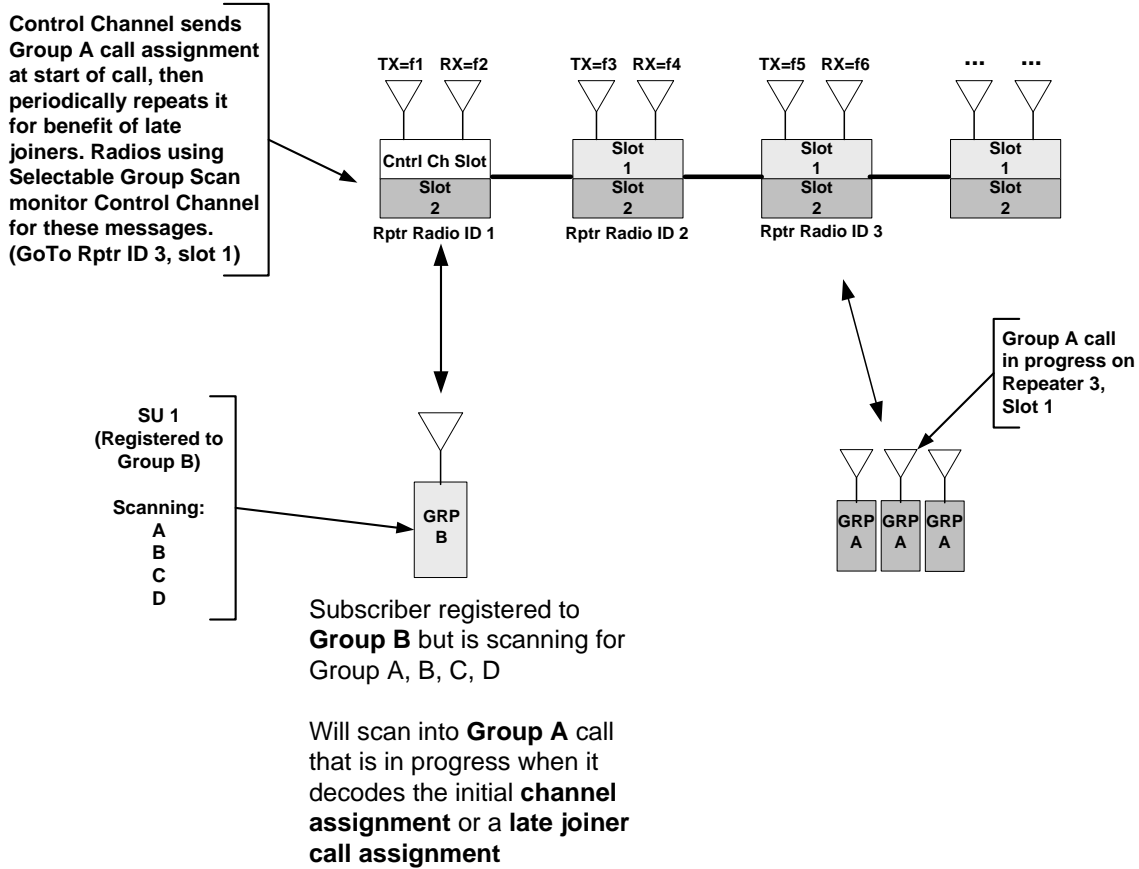 Control Channel sends
Group A call assignment
at start of call, then
periodically repeats it
for benefit of late
joiners. Radios using
Selectable Group Scan
monitor Control Channel
for these messages.
(GoTo Rptr ID 3, slot 1)
TX=f1 RX=f2
TX=f3 RX=f4
TX=f5 RX=f6
... ...
Cntrl Ch Slot
Slot
2
Rptr Radio ID 1
Slot
1
Slot
2
Rptr Radio ID 2
Slot
1
Slot
2
Rptr Radio ID 3
Slot
1
Slot
2
Group A call
in progress on
Repeater 3,
Slot 1
SU 1
(Registered to
Group B)
Scanning:
A
B
C
D
GRP
B
GRP
A
GRP
A
GRP
A
Subscriber registered to
Group B but is scanning for
Group A, B, C, D
Will scan into Group A call
that is in progress when it
decodes the initial channel
assignment or a late joiner
call assignment